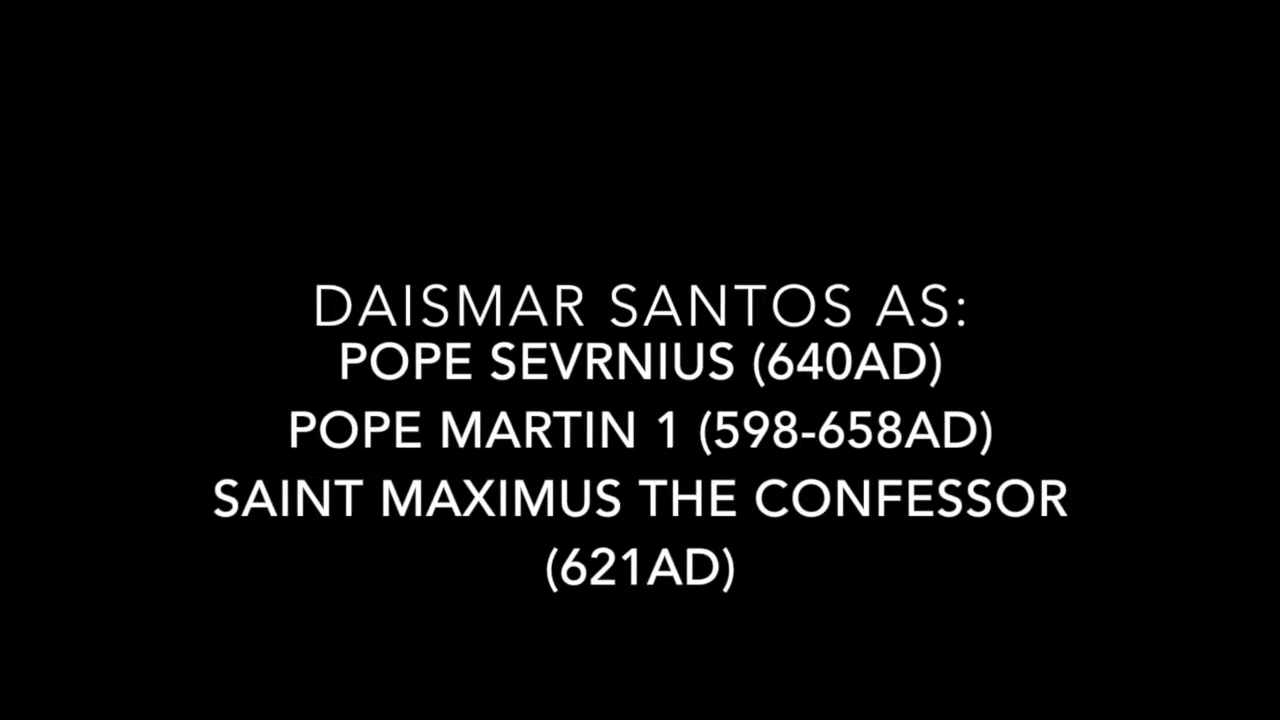 DAISMAR SANTOS AS:
POPE SEVRNIUS (640AD)
POPE MARTIN 1 (598-658AD)
SAINT MAXIMUS THE CONFESSOR
(621AD)